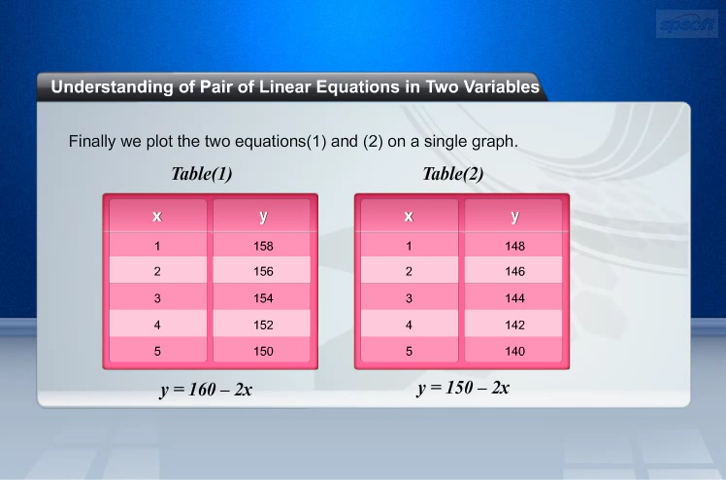 Understanding of Pair of Linear Equations in Two Variables
Finally we plot the two equations(1) and (2) on a single graph.
Table(1)
x y
1 158
2 156
3 154
4 152
5 150
y = 160 – 2x
Table(2)
x y
1 148
2 146
3 144
4 142
5 140
y = 150 – 2x